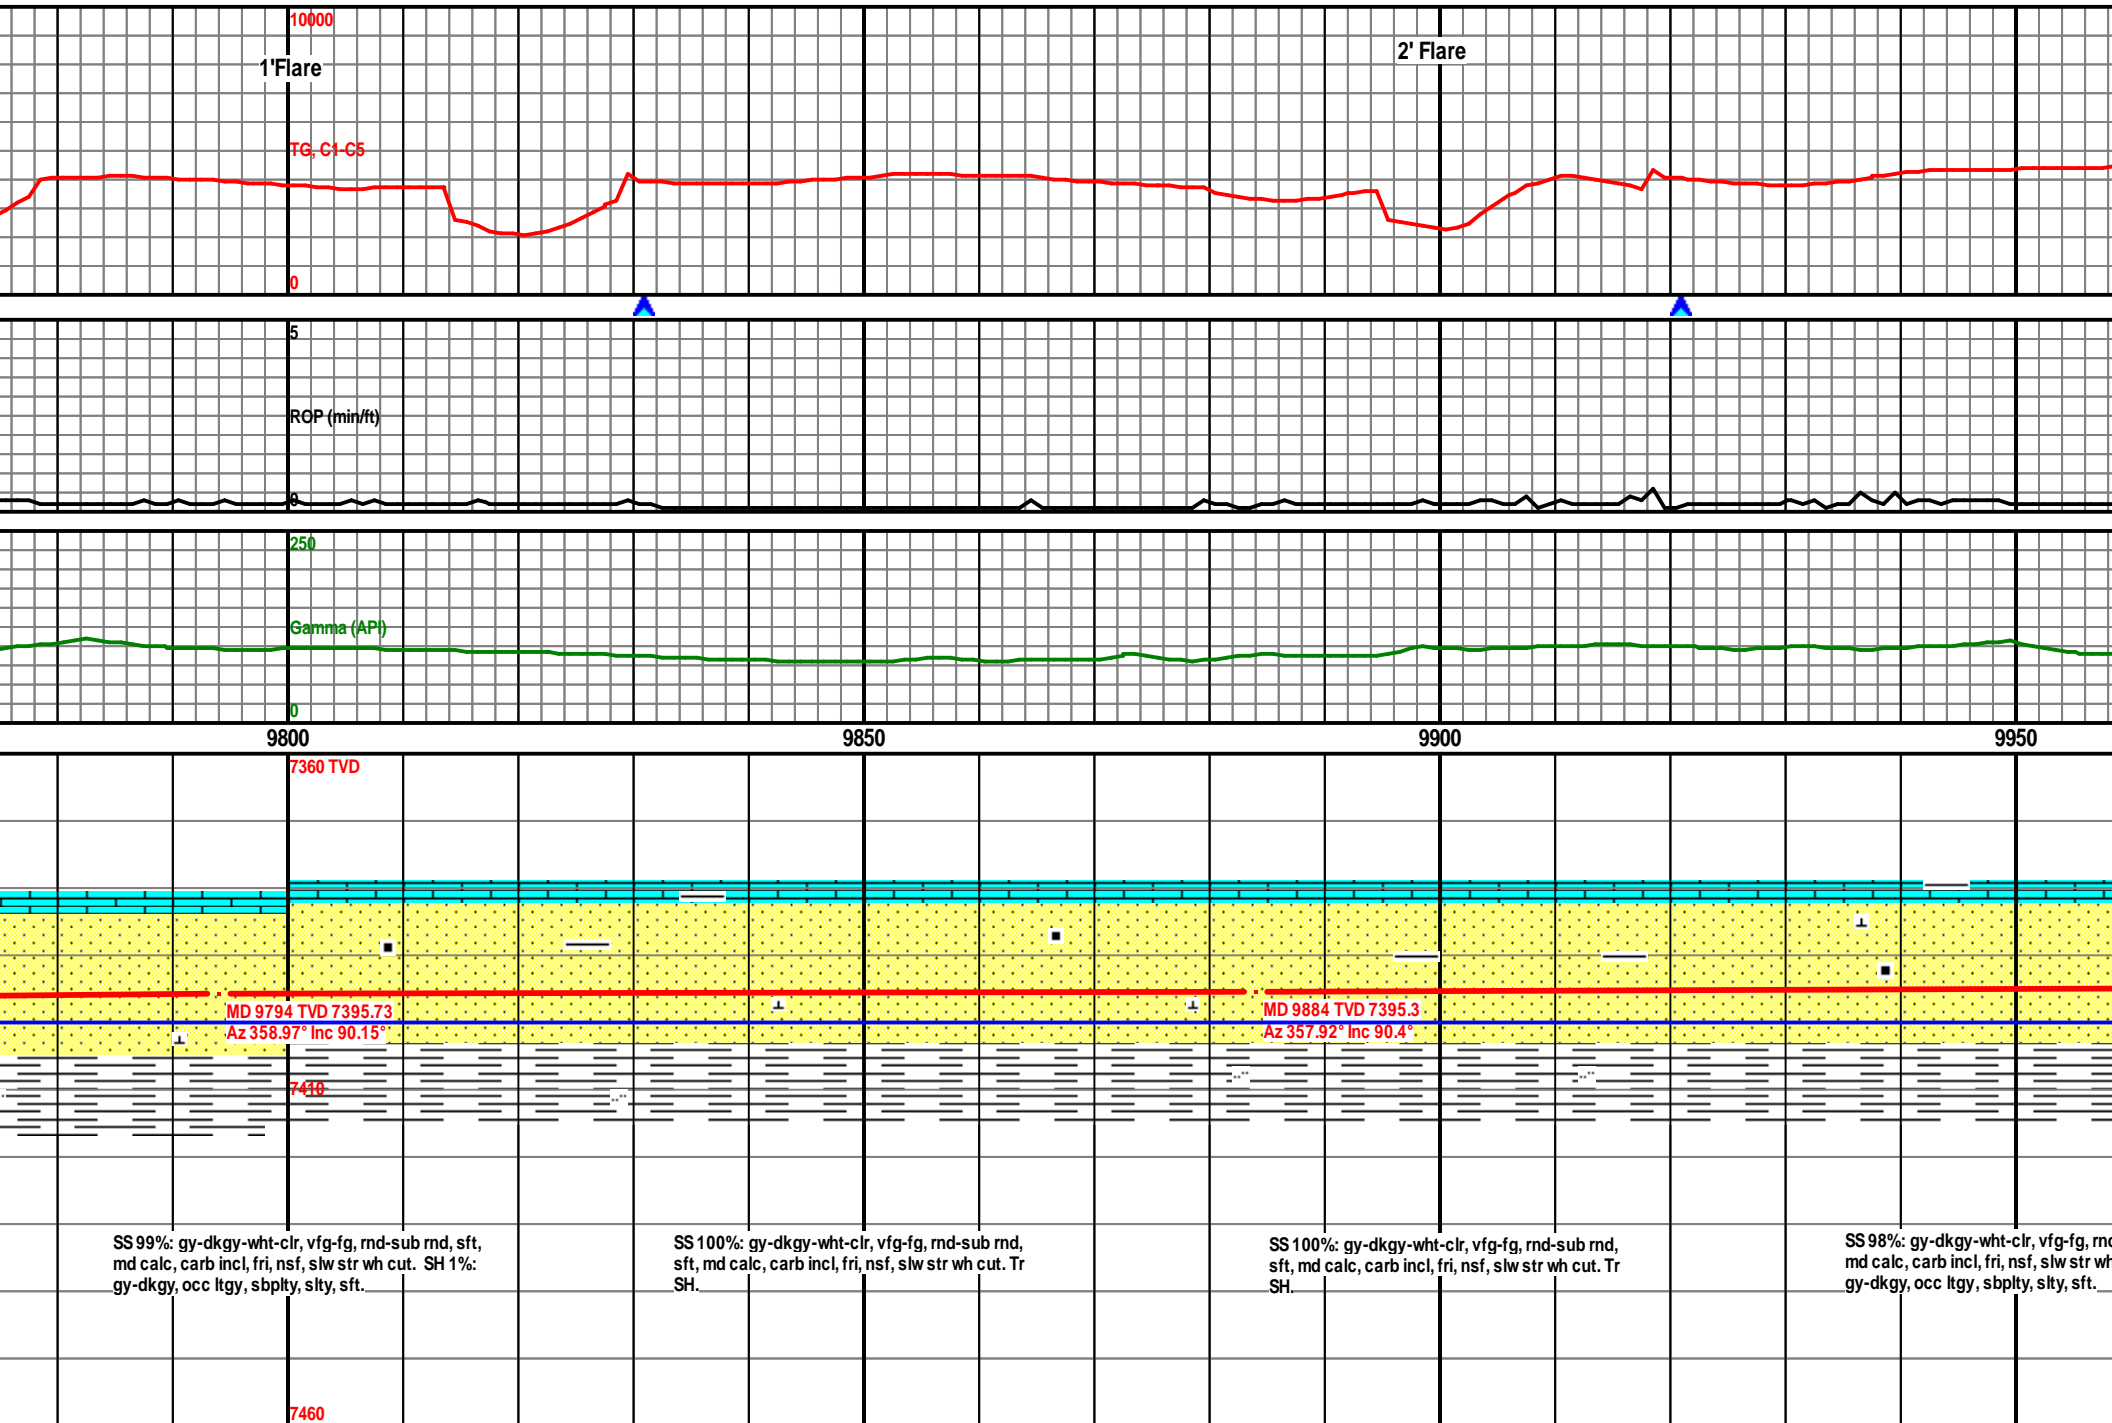 10000
1'Flare
2' Flare
TG, C1-C5
0
5
ROP (min/ft)
0
250
Gamma (API)
0
9800
9850
9900
9950
7360 TVD
MD 9794 TVD 7395.73
Az 358.97° Inc 90.15°
MD 9884 TVD 7395.3
Az 357.92° Inc 90.4°
7410
SS 99%: gy-dkgy-wht-clr, vfg-fg, rnd-sub rnd, sft,
md calc, carb incl, fri, nsf, slw str wh cut. SH 1%:
gy-dkgy, occ ltgy, sbplty, slty, sft.
SS 100%: gy-dkgy-wht-clr, vfg-fg, rnd-sub rnd,
sft, md calc, carb incl, fri, nsf, slw str wh cut. Tr
SH.
SS 100%: gy-dkgy-wht-clr, vfg-fg, rnd-sub rnd,
sft, md calc, carb incl, fri, nsf, slw str wh cut. Tr
SH.
SS 98%: gy-dkgy-wht-clr, vfg-fg, rnd
md calc, carb incl, fri, nsf, slw str wh
gy-dkgy, occ ltgy, sbplty, slty, sft.
7460